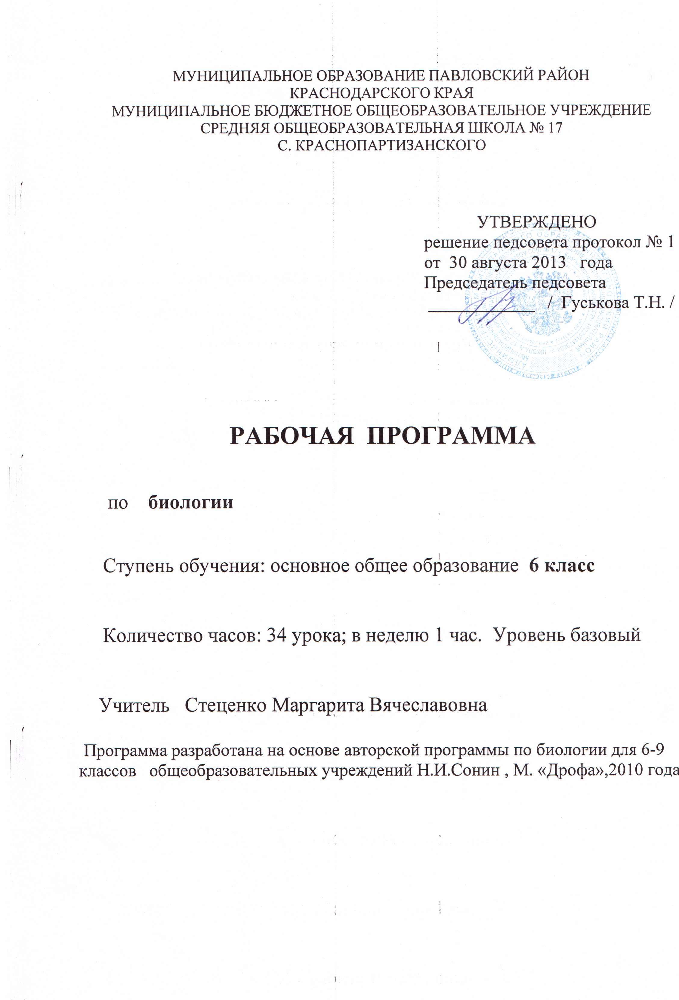 МУНИЦИПАЛЬНОЕ ОБРАЗОВАНИЕ ПАВЛОВСКИЙ РАЙОН
КРАСНОДАРСКОГО КРАЯ
МУНИЦИПАЛЬНОЕ БЮДЖЕТНОЕ ОБЩЕОБРАЗОВАТЕЛЬНОЕ УЧРЕЖДЕНИЕ
СРЕДНЯЯ ОБЩЕОБРАЗОВАТЕЛЬНАЯ ШКОЛА № 17
С. КРАСНОПАРТИЗАНСКОГО
УТВЕРЖДЕНО
решение педсовета протокол № 1
от 30 августа 2013 года
Председатель педсовета
____________ / Гуськова Т.Н. /
РАБОЧАЯ ПРОГРАММА
по биологии
Ступень обучения: основное общее образование 6 класс
Количество часов: 34 урока; в неделю 1 час. Уровень базовый
Учитель Стеценко Маргарита Вячеславовна
Программа разработана на основе авторской программы по биологии для 6-9
классов общеобразовательных учреждений Н.И.Сонин , М. «Дрофа»,2010 года